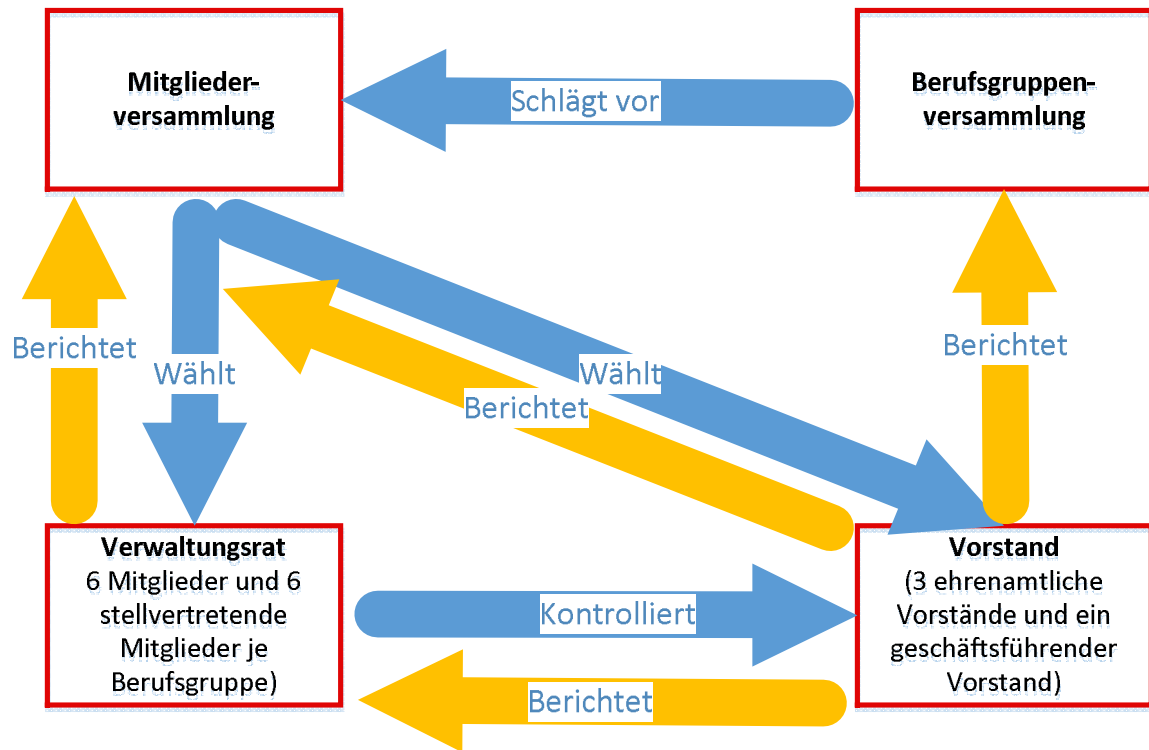 Mitglieder-
versammlung
Schlägt vor
Berufsgruppen-
versammlung
Berichtet
Wählt
Wählt
Berichtet
Berichtet
Verwaltungsrat
6 Mitglieder und 6
stellvertretende
Mitglieder je
Berufsgruppe)
Kontrolliert
Berichtet
Vorstand
(3 ehrenamtliche
Vorstände und ein
geschäftsführender
Vorstand)